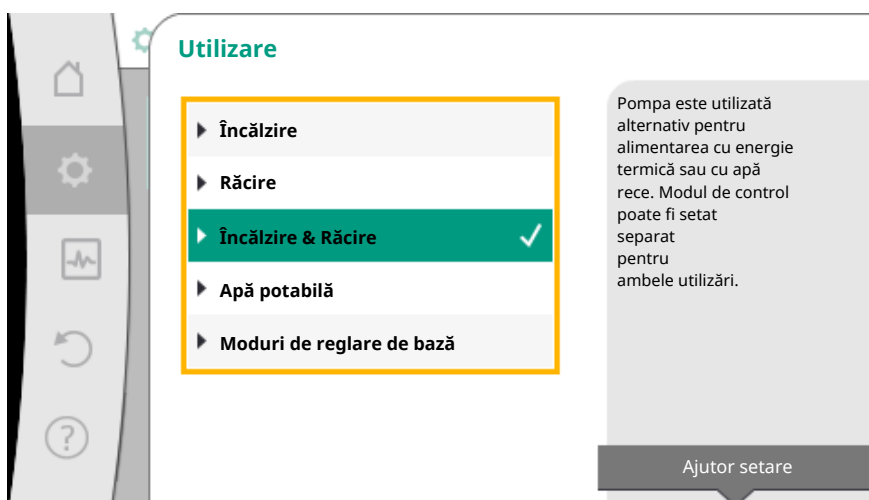 Utilizare
Încălzire
Răcire
Încălzire & Răcire
Apă potabilă
Moduri de reglare de bază
Pompa este utilizată
alternativ pentru
alimentarea cu energie
termică sau cu apă
rece. Modul de control
poate fi setat
separat
pentru
ambele utilizări.
Ajutor setare
?